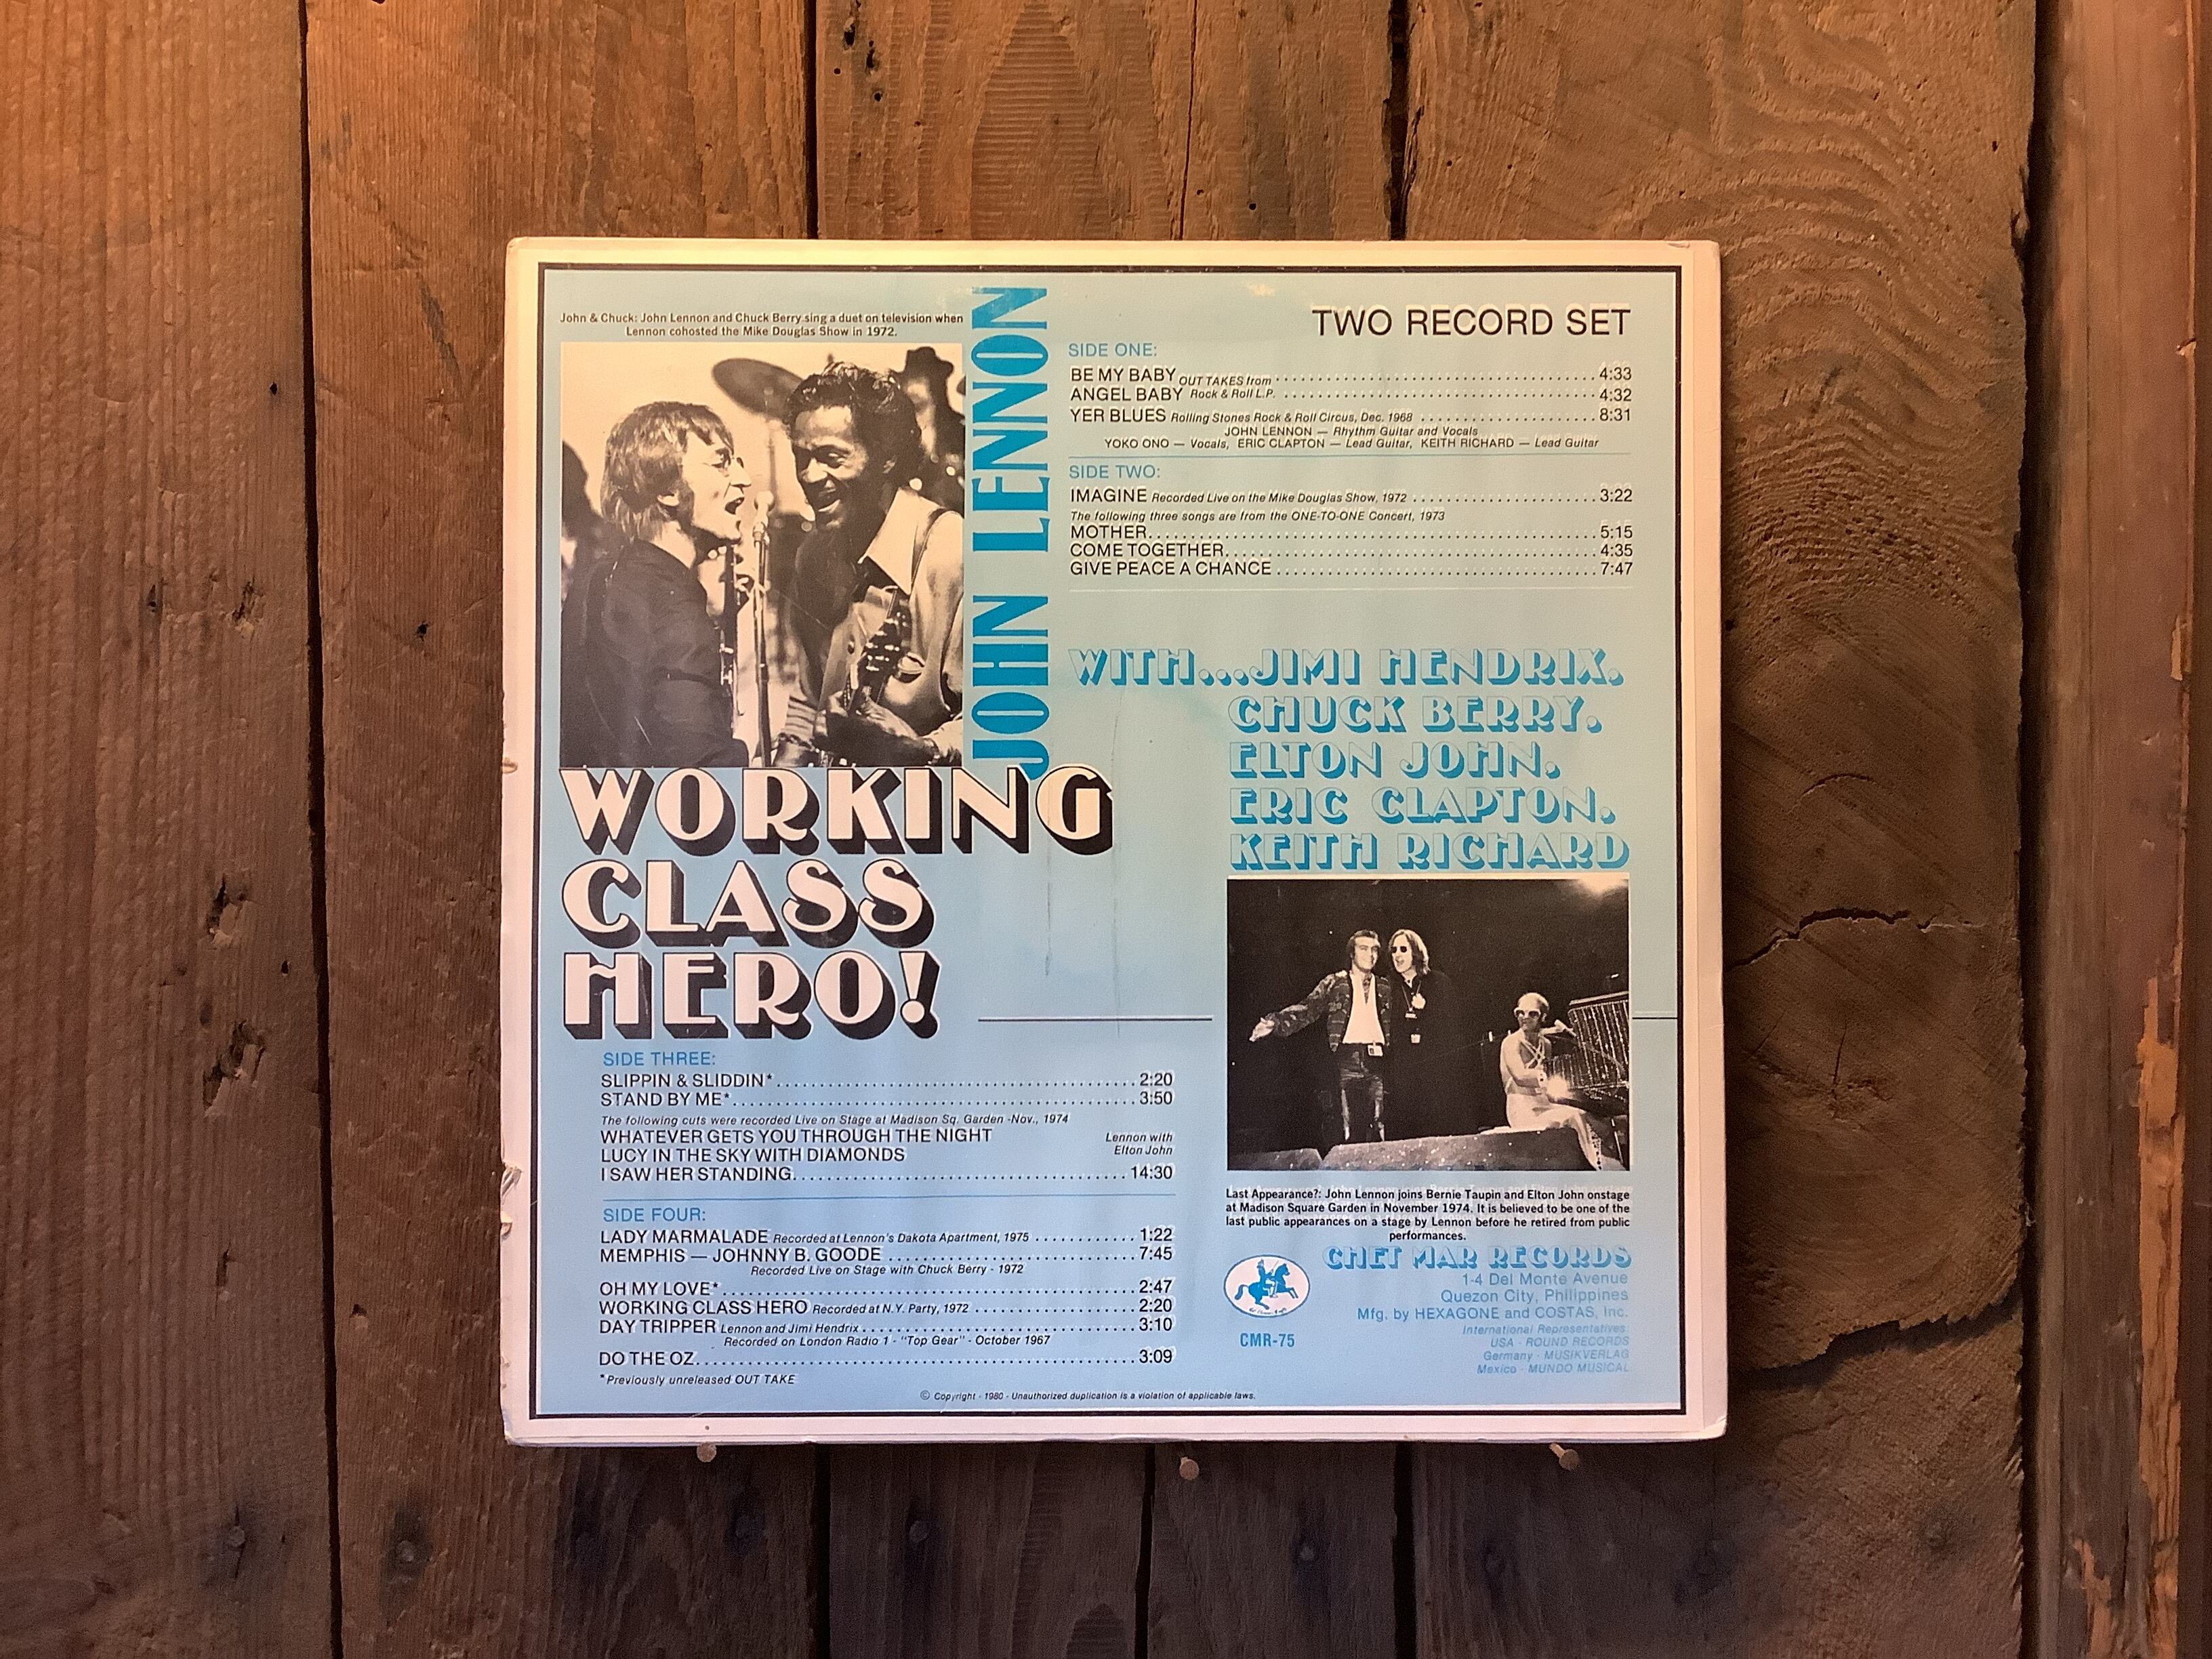 John & Chuck: John Lennon and Chuck Berry sing a duet on television when
Lennon cohosted the Mike Douglas Show in 1972.
JOHN LENNON
WORKING
CLASS
HERO!
TWO RECORD SET
SIDE ONE:
BE MY BABY OUT TAKES from 4:33
ANGEL BABY Rock & Roll L.P. 4:32
YER BLUES Rolling Stones Rock & Roll Circus, Dec. 1968 8:31
JOHN LENNON — Rhythm Guitar and Vocals
YOKO ONO — Vocals, ERIC CLAPTON — Lead Guitar, KEITH RICHARD — Lead Guitar
SIDE TWO:
IMAGINE Recorded Live on the Mike Douglas Show, 1972 3:22
The following three songs are from the ONE-TO-ONE Concert, 1973
MOTHER 5:15
COME TOGETHER 4:35
GIVE PEACE A CHANCE 7:47
WITH...JIMI HENDRIX,
CHUCK BERRY,
ELTON JOHN,
ERIC CLAPTON,
KEITH RICHARD
SIDE THREE:
SLIPPIN & SLIDDIN* 2:20
STAND BY ME* 3:50
The following cuts were recorded Live on Stage at Madison Sq. Garden -Nov., 1974
WHATEVER GETS YOU THROUGH THE NIGHT Lennon with
LUCY IN THE SKY WITH DIAMONDS Elton John
I SAW HER STANDING 14:30
SIDE FOUR:
LADY MARMALADE Recorded at Lennon's Dakota Apartment, 1975 1:22
MEMPHIS — JOHNNY B. GOODE 7:45
Recorded Live on Stage with Chuck Berry - 1972
OH MY LOVE* 2:47
WORKING CLASS HERO Recorded at N.Y. Party, 1972 2:20
DAY TRIPPER Lennon and Jimi Hendrix 3:10
Recorded on London Radio 1 - "Top Gear" - October 1967
DO THE OZ 3:09
*Previously unreleased OUT TAKE
Last Appearance?: John Lennon joins Bernie Taupin and Elton John onstage
at Madison Square Garden in November 1974. It is believed to be one of the
last public appearances on a stage by Lennon before he retired from public
performances.
CHET MAR RECORDS
1-4 Del Monte Avenue
Quezon City, Philippines
Mfg. by HEXAGONE and COSTAS, Inc.
CMR-75
International Representatives:
USA - ROUND RECORDS
Germany - MUSIKVERLAG
Mexico - MUNDO MUSICAL
© Copyright - 1980 - Unauthorized duplication is a violation of applicable laws.